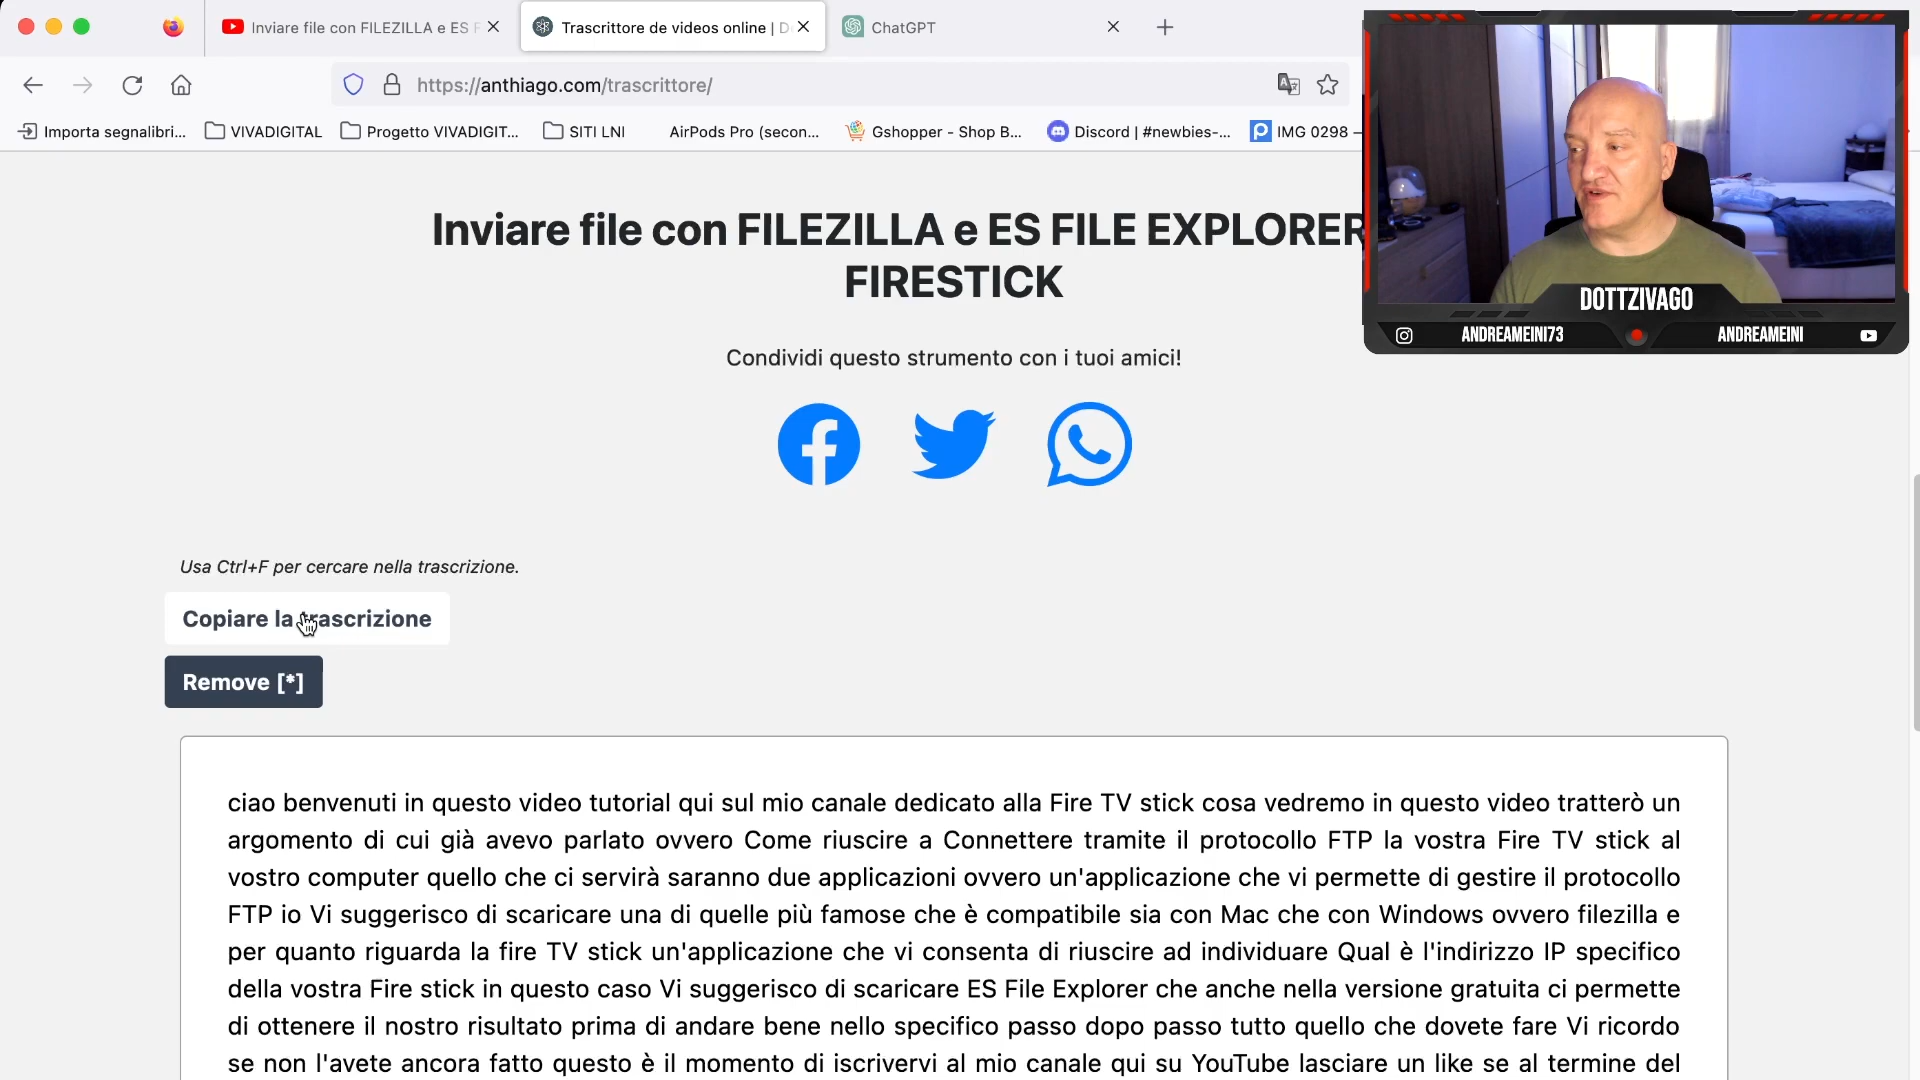 Inviare file con FILEZILLA e ES F
Trascrittore de videos online | D
ChatGPT
https://anthiago.com/trascrittore/
Importa segnalibri...
VIVADIGITAL
Progetto VIVADIGIT...
SITI LNI
AirPods Pro (secon...
Gshopper - Shop B...
Discord | #newbies-...
IMG 0298 –
DOTTZIVAGO
ANDREAMEINI73
ANDREAMEINI
Inviare file con FILEZILLA e ES FILE EXPLORER
FIRESTICK
Condividi questo strumento con i tuoi amici!
Usa Ctrl+F per cercare nella trascrizione.
Copiare la trascrizione
Remove [*]
ciao benvenuti in questo video tutorial qui sul mio canale dedicato alla Fire TV stick cosa vedremo in questo video tratterò un
argomento di cui già avevo parlato ovvero Come riuscire a Connettere tramite il protocollo FTP la vostra Fire TV stick al
vostro computer quello che ci servirà saranno due applicazioni ovvero un'applicazione che vi permette di gestire il protocollo
FTP io Vi suggerisco di scaricare una di quelle più famose che è compatibile sia con Mac che con Windows ovvero filezilla e
per quanto riguarda la fire TV stick un'applicazione che vi consenta di riuscire ad individuare Qual è l'indirizzo IP specifico
della vostra Fire stick in questo caso Vi suggerisco di scaricare ES File Explorer che anche nella versione gratuita ci permette
di ottenere il nostro risultato prima di andare bene nello specifico passo dopo passo tutto quello che dovete fare Vi ricordo
se non l'avete ancora fatto questo è il momento di iscrivervi al mio canale qui su YouTube lasciare un like se al termine del